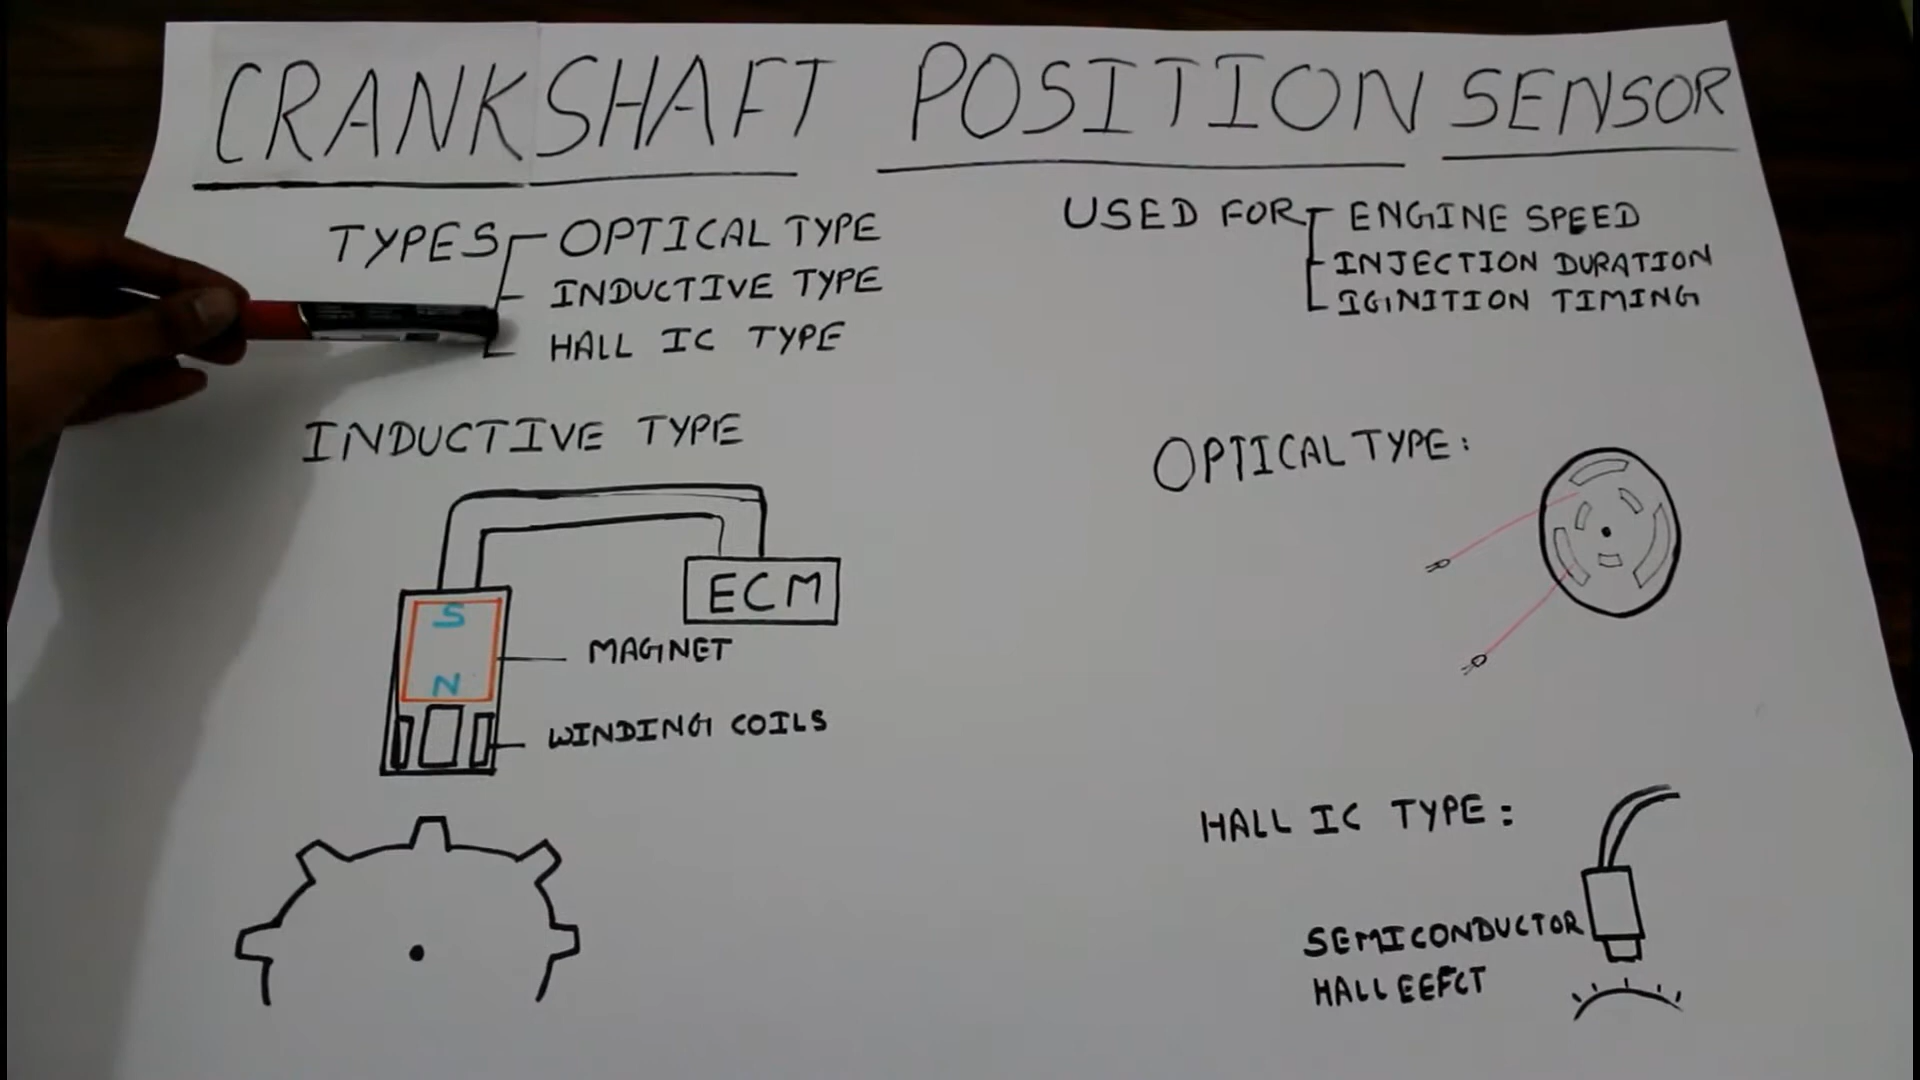 CRANKSHAFT POSITION SENSOR
TYPES OPTICAL TYPE
INDUCTIVE TYPE
HALL IC TYPE
USED FOR ENGINE SPEED
INJECTION DURATION
IGINITION TIMING
INDUCTIVE TYPE
ECM
S
N
MAGNET
WINDING COILS
OPTICAL TYPE:
HALL IC TYPE:
SEMICONDUCTOR
HALL EEFCT